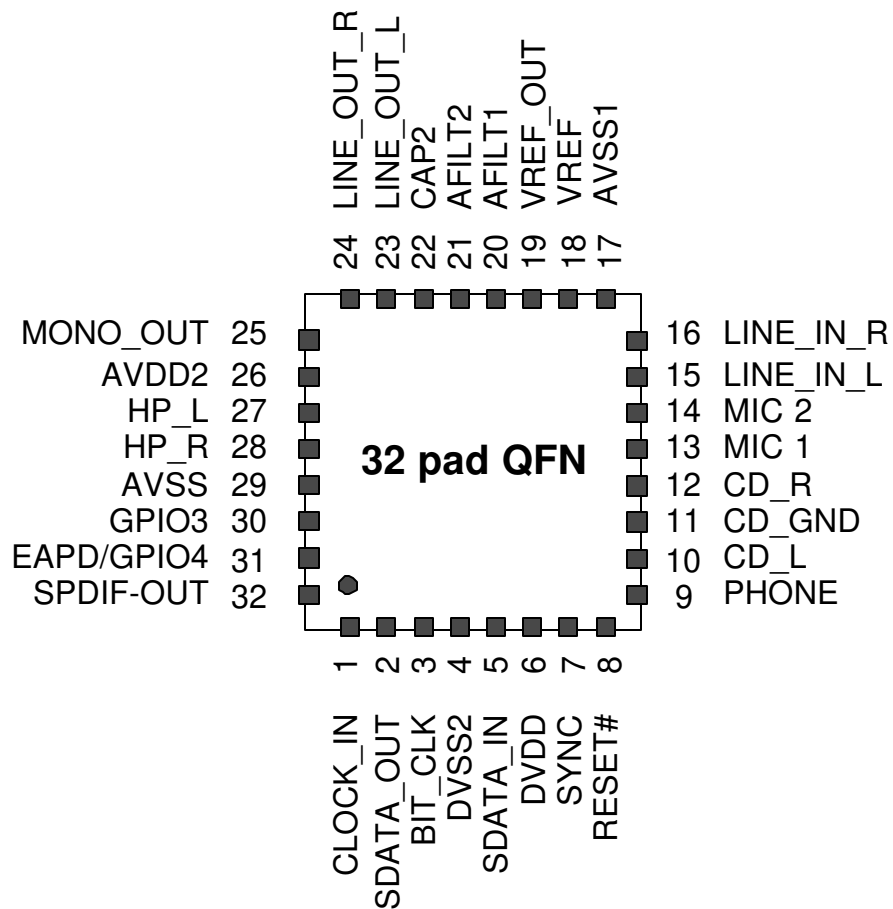 LINE_OUT_R
LINE_OUT_L
CAP2
AFILT2
AFILT1
VREF_OUT
VREF
AVSS1
24
23
22
21
20
19
18
17
MONO_OUT 25
AVDD2 26
HP_L 27
HP_R 28
AVSS 29
GPIO3 30
EAPD/GPIO4 31
SPDIF-OUT 32
32 pad QFN
16 LINE_IN_R
15 LINE_IN_L
14 MIC 2
13 MIC 1
12 CD_R
11 CD_GND
10 CD_L
9 PHONE
1
2
3
4
5
6
7
8
CLOCK_IN
SDATA_OUT
BIT_CLK
DVSS2
SDATA_IN
DVDD
SYNC
RESET#